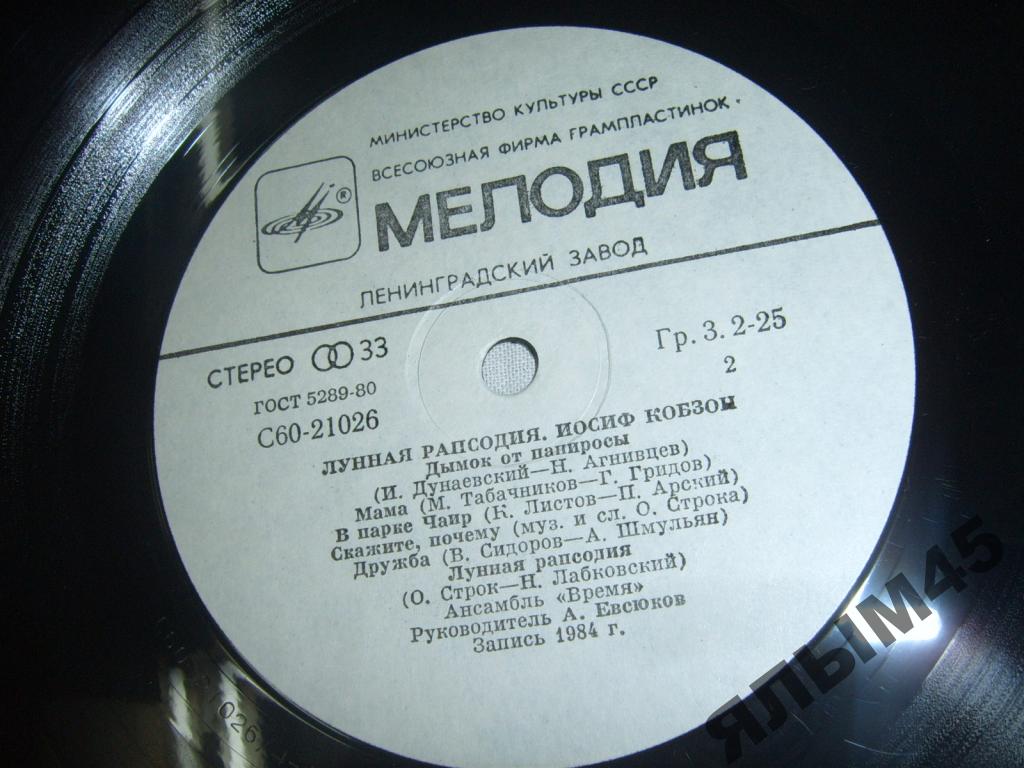 МИНИСТЕРСТВО КУЛЬТУРЫ СССР
ВСЕСОЮЗНАЯ ФИРМА ГРАМПЛАСТИНОК
МЕЛОДИЯ
®
ЛЕНИНГРАДСКИЙ ЗАВОД
СТЕРЕО 33
Гр. 3. 2-25
ГОСТ 5289-80
2
С60-21026
ЛУННАЯ РАПСОДИЯ. ИОСИФ КОБЗОН
Дымок от папиросы
(И. Дунаевский—Н. Агнивцев)
Мама (М. Табачников—Г. Гридов)
В парке Чаир (К. Листов—П. Арский)
Скажите, почему (муз. и сл. О. Строка)
Дружба (В. Сидоров—А. Шмульян)
Лунная рапсодия
(О. Строк—Н. Лабковский)
Ансамбль «Время»
Руководитель А. Евсюков
Запись 1984 г.
ЯЛЫМ45